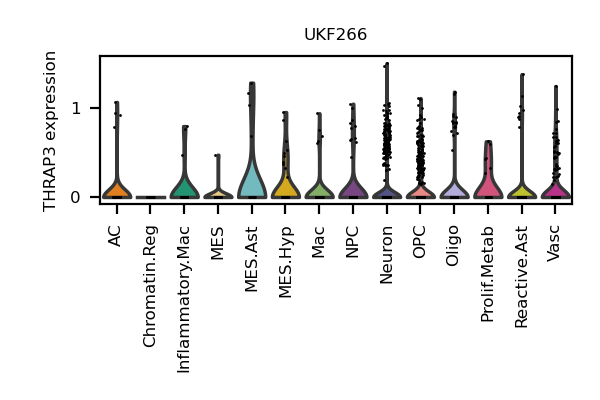 UKF266
THRAP3 expression
1
0
AC
Chromatin.Reg
Inflammatory.Mac
MES
MES.Ast
MES.Hyp
Mac
NPC
Neuron
OPC
Oligo
Prolif.Metab
Reactive.Ast
Vasc